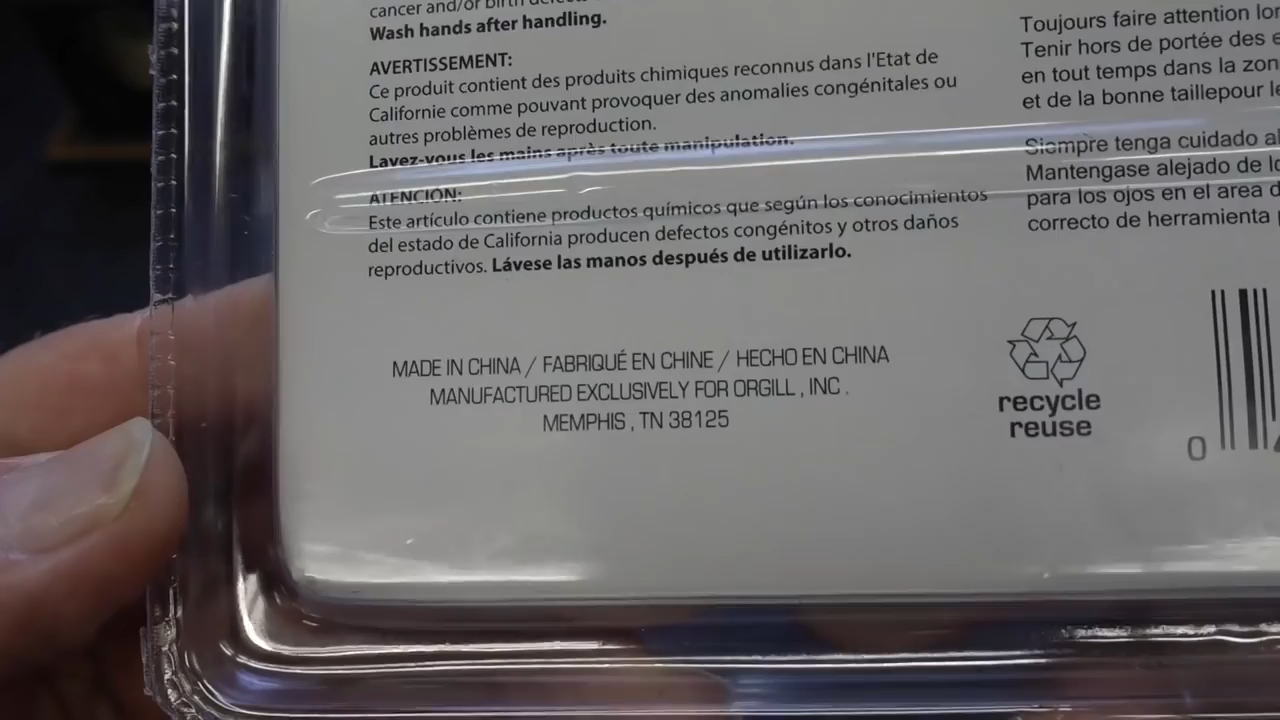 cancer and/or birth
Wash hands after handling.
AVERTISSEMENT:
Ce produit contient des produits chimiques reconnus dans l'Etat de
Californie comme pouvant provoquer des anomalies congénitales ou
autres problèmes de reproduction.
Lavez-vous les mains après toute manipulation.
ATENCIÓN:
Este artículo contiene productos químicos que según los conocimientos
del estado de California producen defectos congénitos y otros daños
reproductivos. Lávese las manos después de utilizarlo.
Toujours faire attention
Tenir hors de portée des
en tout temps dans la
et de la bonne taillepour
Siempre tenga cuidado
Mantengase alejado de
para los ojos en el area
correcto de herramienta
MADE IN CHINA / FABRIQUÉ EN CHINE / HECHO EN CHINA
MANUFACTURED EXCLUSIVELY FOR ORGILL , INC .
MEMPHIS , TN 38125
recycle
reuse
0